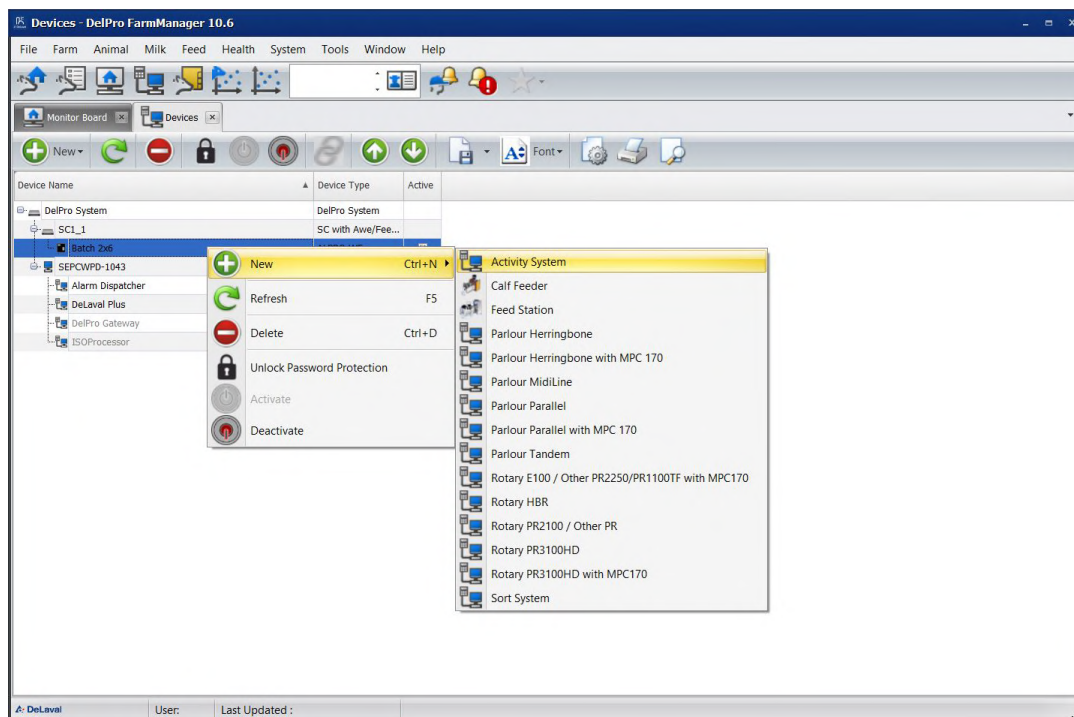 Devices - DelPro FarmManager 10.6
File Farm Animal Milk Feed Health System Tools Window Help
Monitor Board Devices
New Font
Device Name Device Type Active
DelPro System DelPro System
SC1_1 SC with Awe/Fee...
Batch 2x6
SEPCWPD-1043
Alarm Dispatcher
DeLaval Plus
DelPro Gateway
ISOProcessor
New Ctrl+N
Refresh F5
Delete Ctrl+D
Unlock Password Protection
Activate
Deactivate
Activity System
Calf Feeder
Feed Station
Parlour Herringbone
Parlour Herringbone with MPC 170
Parlour MidiLine
Parlour Parallel
Parlour Parallel with MPC 170
Parlour Tandem
Rotary E100 / Other PR2250/PR1100TF with MPC170
Rotary HBR
Rotary PR2100 / Other PR
Rotary PR3100HD
Rotary PR3100HD with MPC170
Sort System
DeLaval User: Last Updated :